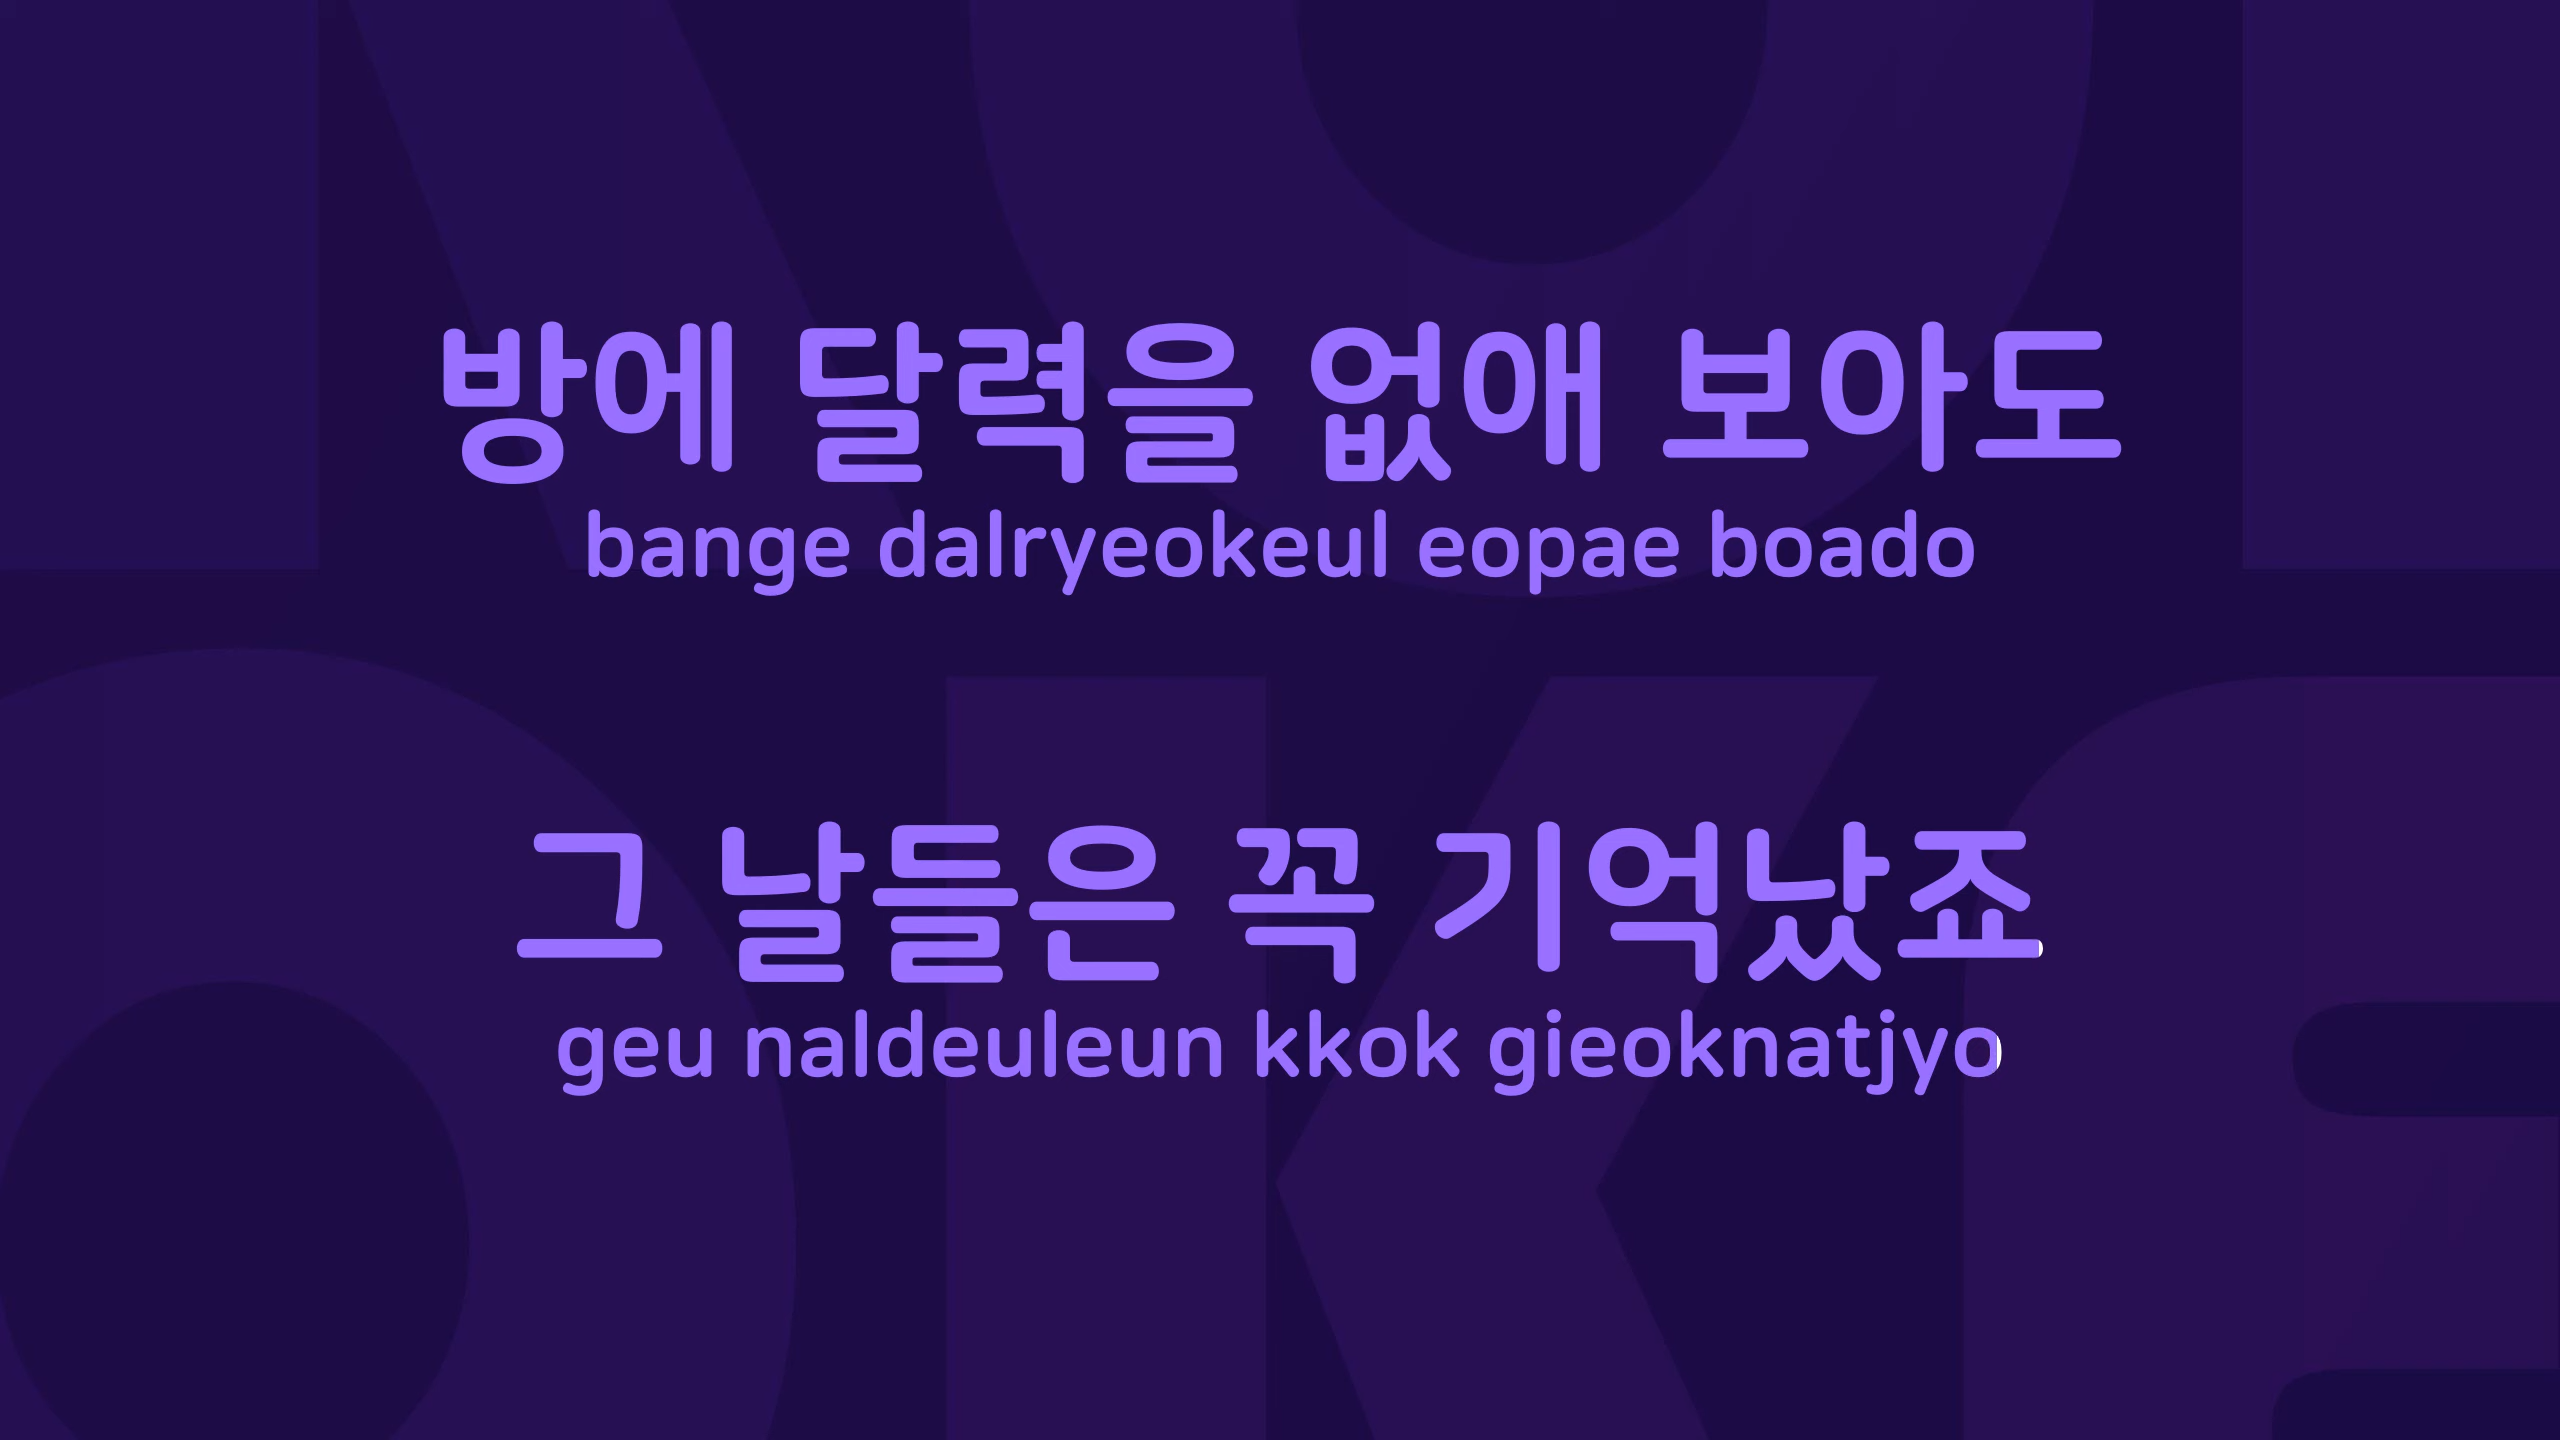 방에 달력을 없애 보아도
bange dalryeokeul eopae boado
그 날들은 꼭 기억났죠
geu naldeuleun kkok gieoknatjyo